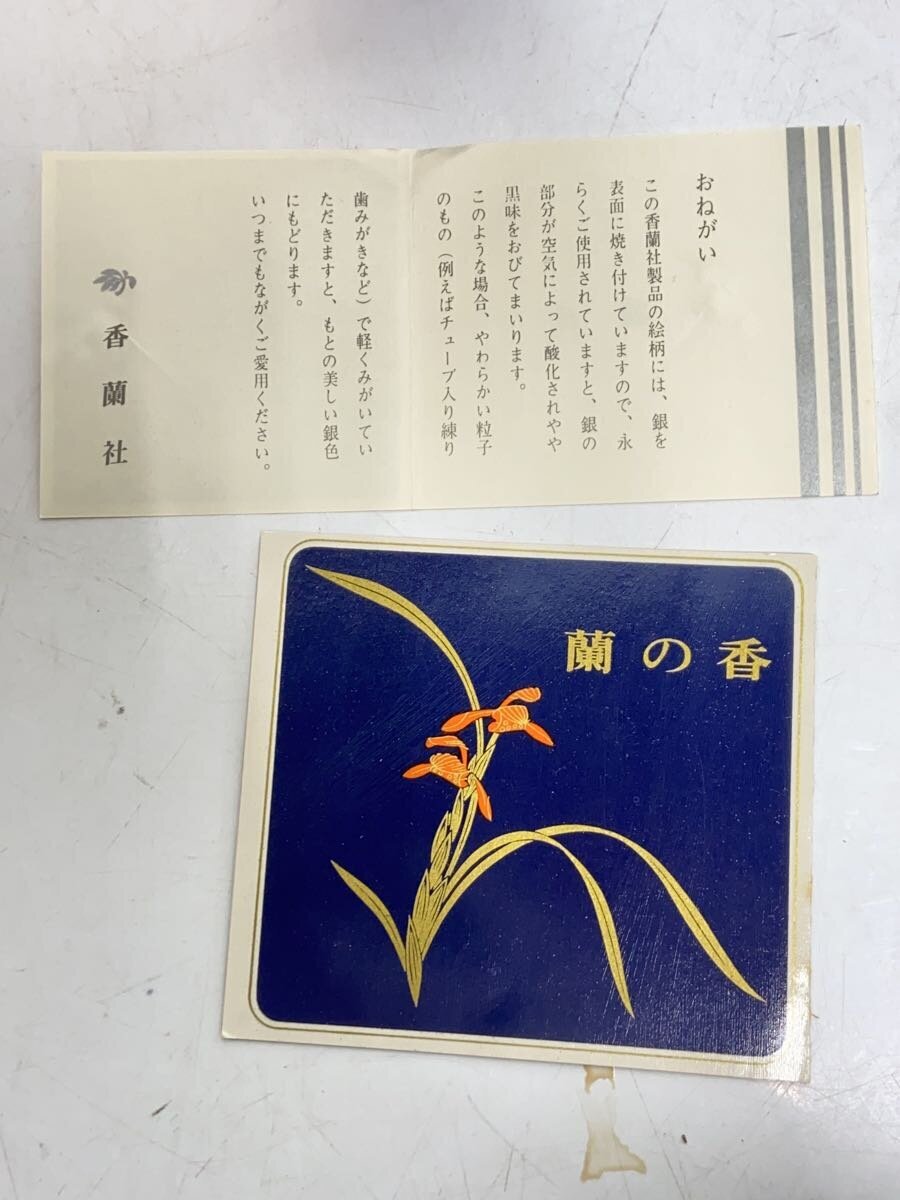 おねがい
この香蘭社製品の絵柄には、銀を
表面に焼き付けていますので、永
らくご使用されていますと、銀の
部分が空気によって酸化されやや
黒味をおびてまいります。
このような場合、やわらかい粒子
のもの（例えばチューブ入り練り
歯みがきなど）で軽くみがいてい
ただきますと、もとの美しい銀色
にもどります。
いつまでもながくご愛用ください。
香蘭社
蘭の香